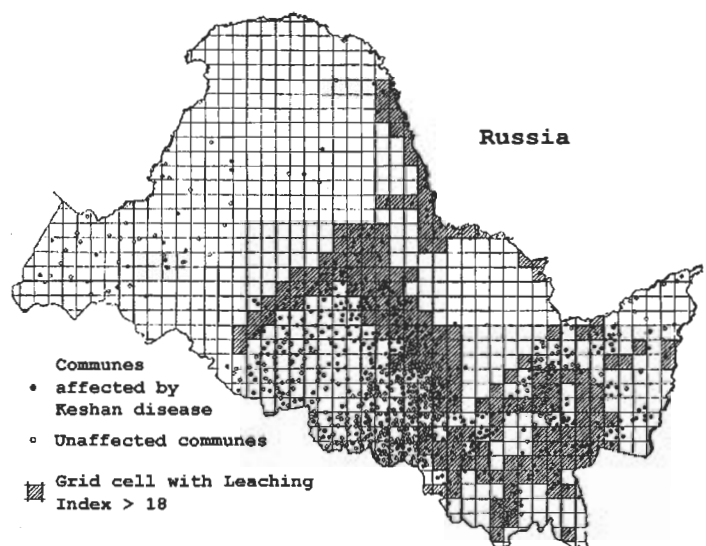 Russia
Communes
affected by
Keshan disease
Unaffected communes
Grid cell with Leaching
Index > 18